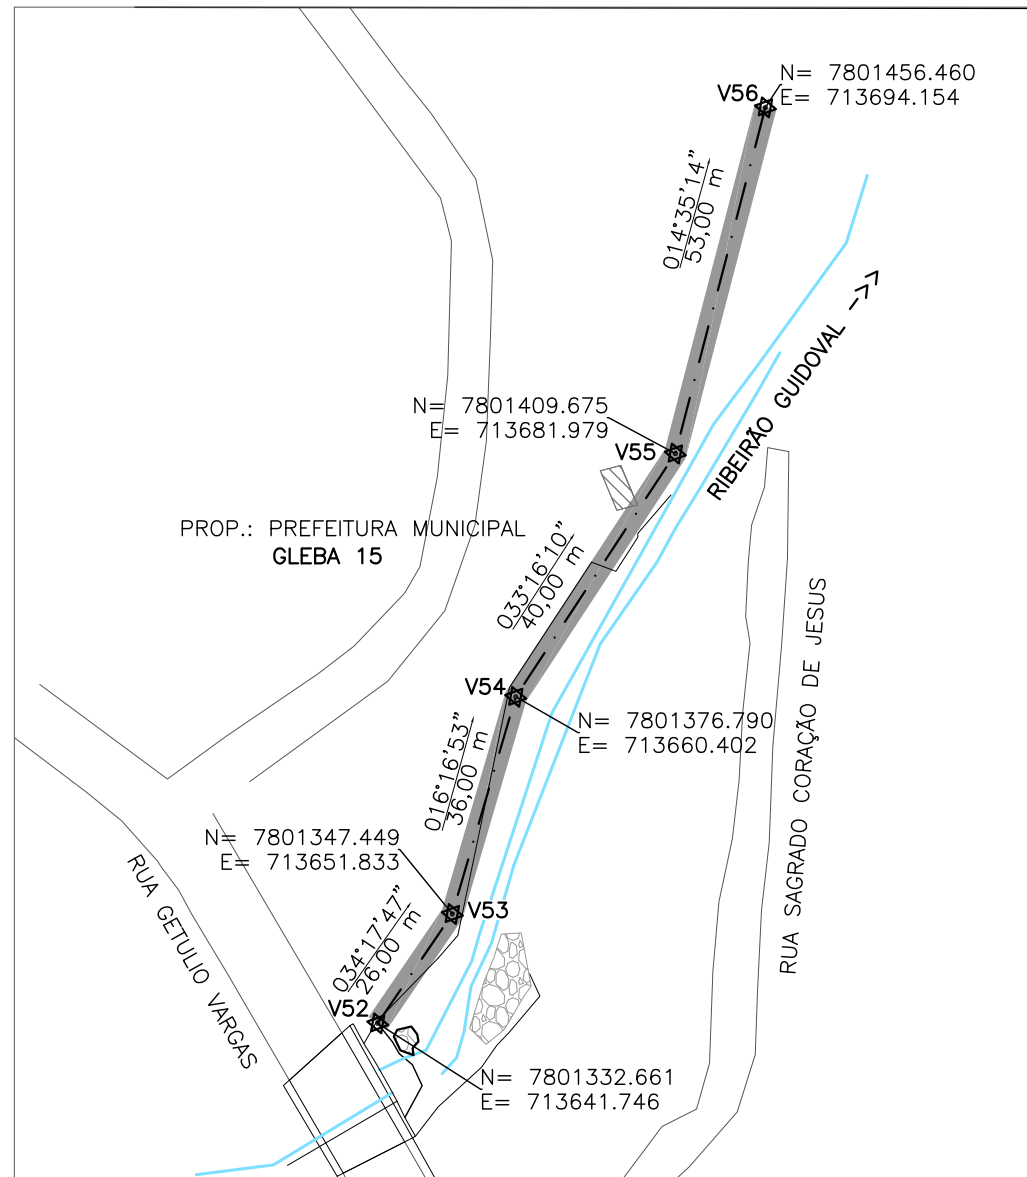 N= 7801456.460
V56
E= 713694.154
014°35'14"
53,00 m
RIBEIRÃO GUIDOVAL
N= 7801409.675
E= 713681.979
V55
PROP.: PREFEITURA MUNICIPAL
GLEBA 15
033°16'10"
40,00 m
RUA SAGRADO CORAÇÃO DE JESUS
V54
N= 7801376.790
E= 713660.402
016°16'53"
36,00 m
N= 7801347.449
E= 713651.833
RUA GETULIO VARGAS
V53
034°17'47"
26,00 m
V52
N= 7801332.661
E= 713641.746